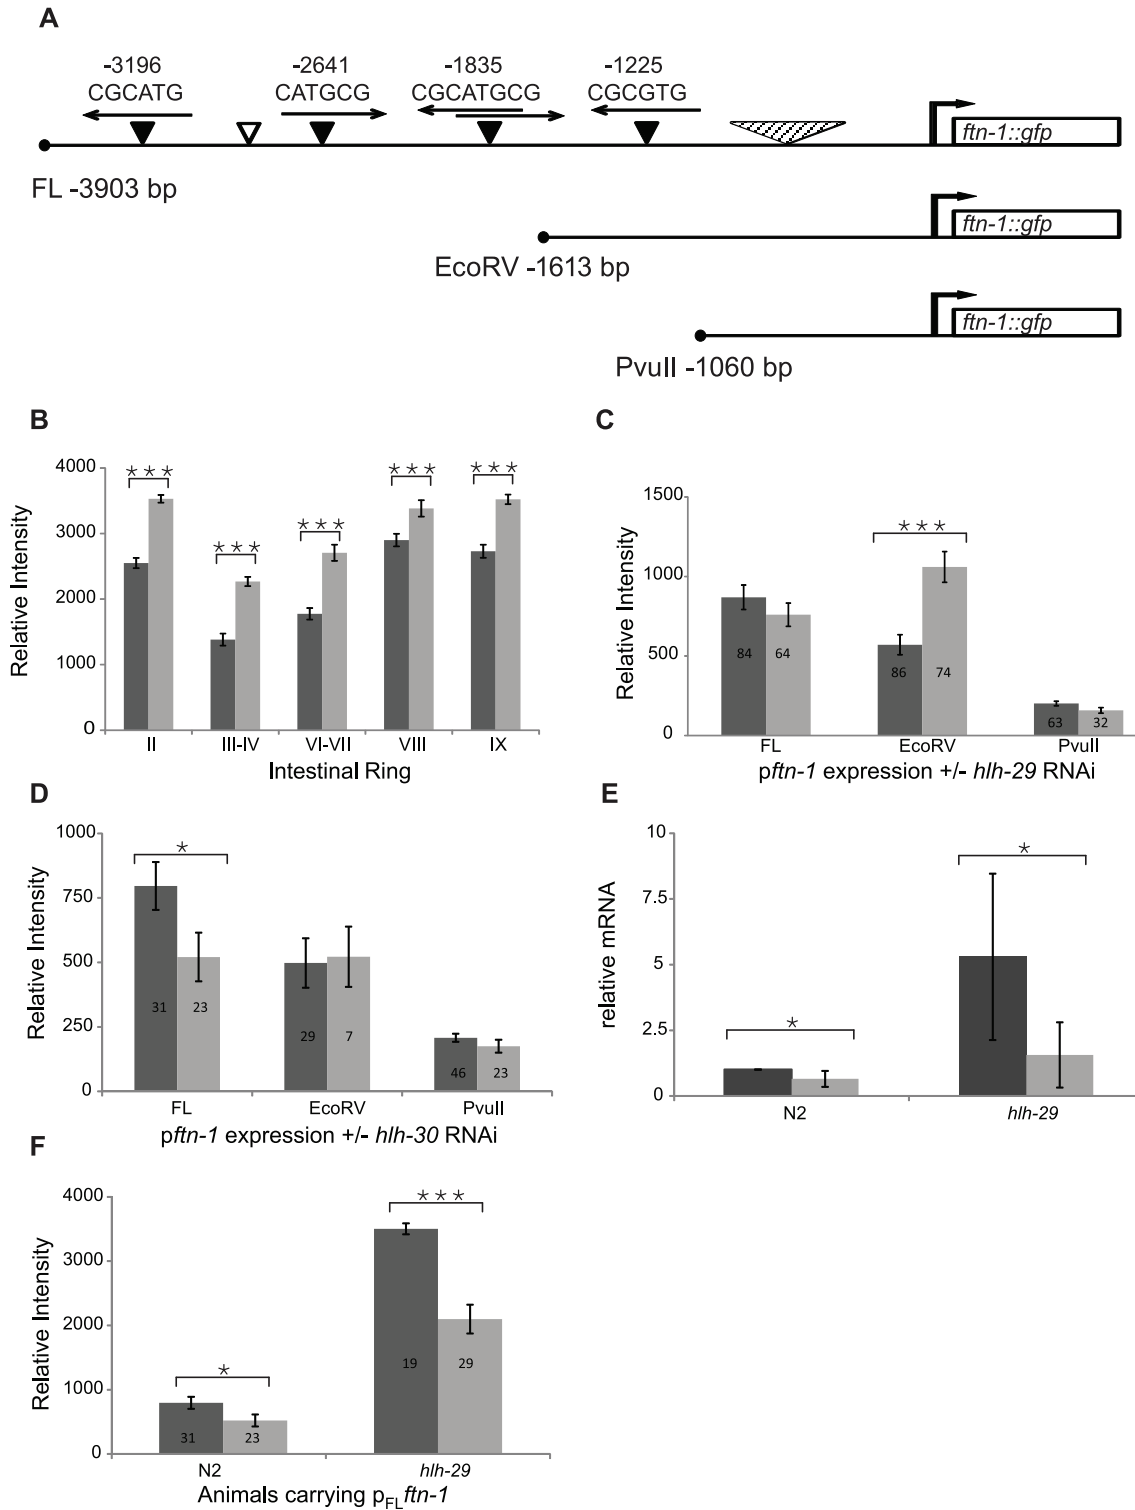 A
-3196 -2641 -1835 -1225
CGCATG CATGCG CGCATGCG CGCGTG
ftn-1::gfp
FL -3903 bp
ftn-1::gfp
EcoRV -1613 bp
ftn-1::gfp
PvuII -1060 bp
B
Relative Intensity
4000
3000
2000
1000
0
*** *** *** *** ***
II III-IV VI-VII VIII IX
Intestinal Ring
C
Relative Intensity
1500
1000
500
0
***
84 64 86 74 63 32
FL EcoRV PvuII
pftn-1 expression +/- hlh-29 RNAi
D
Relative Intensity
1000
750
500
250
0
*
31 23 29 7 46 23
FL EcoRV PvuII
pftn-1 expression +/- hlh-30 RNAi
E
relative mRNA
10
7.5
5
2.5
0
* *
N2 hlh-29
F
Relative Intensity
4000
3000
2000
1000
0
* ***
31 23 19 29
N2 hlh-29
Animals carrying pFLftn-1